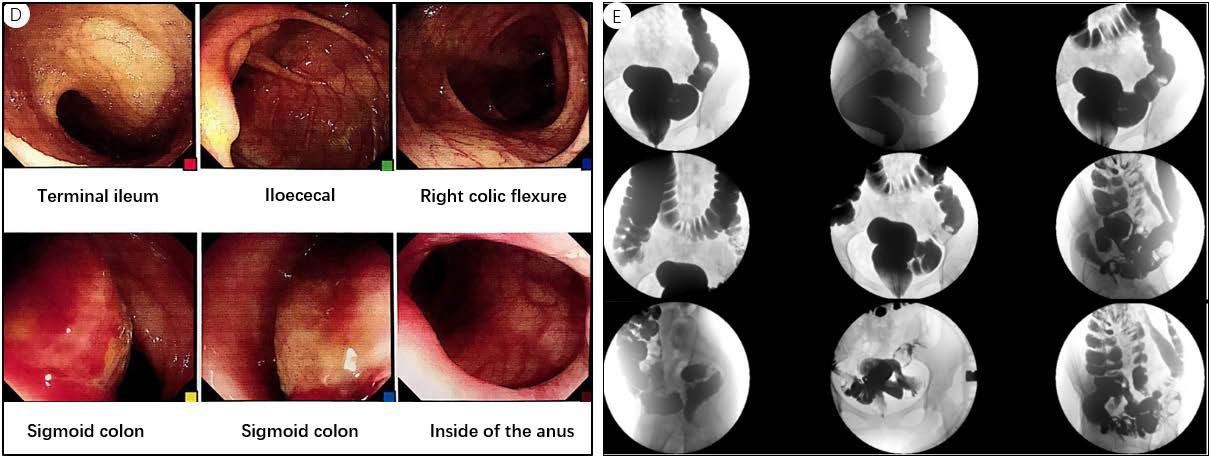 D
E
Terminal ileum
Iloececal
Right colic flexure
Sigmoid colon
Sigmoid colon
Inside of the anus